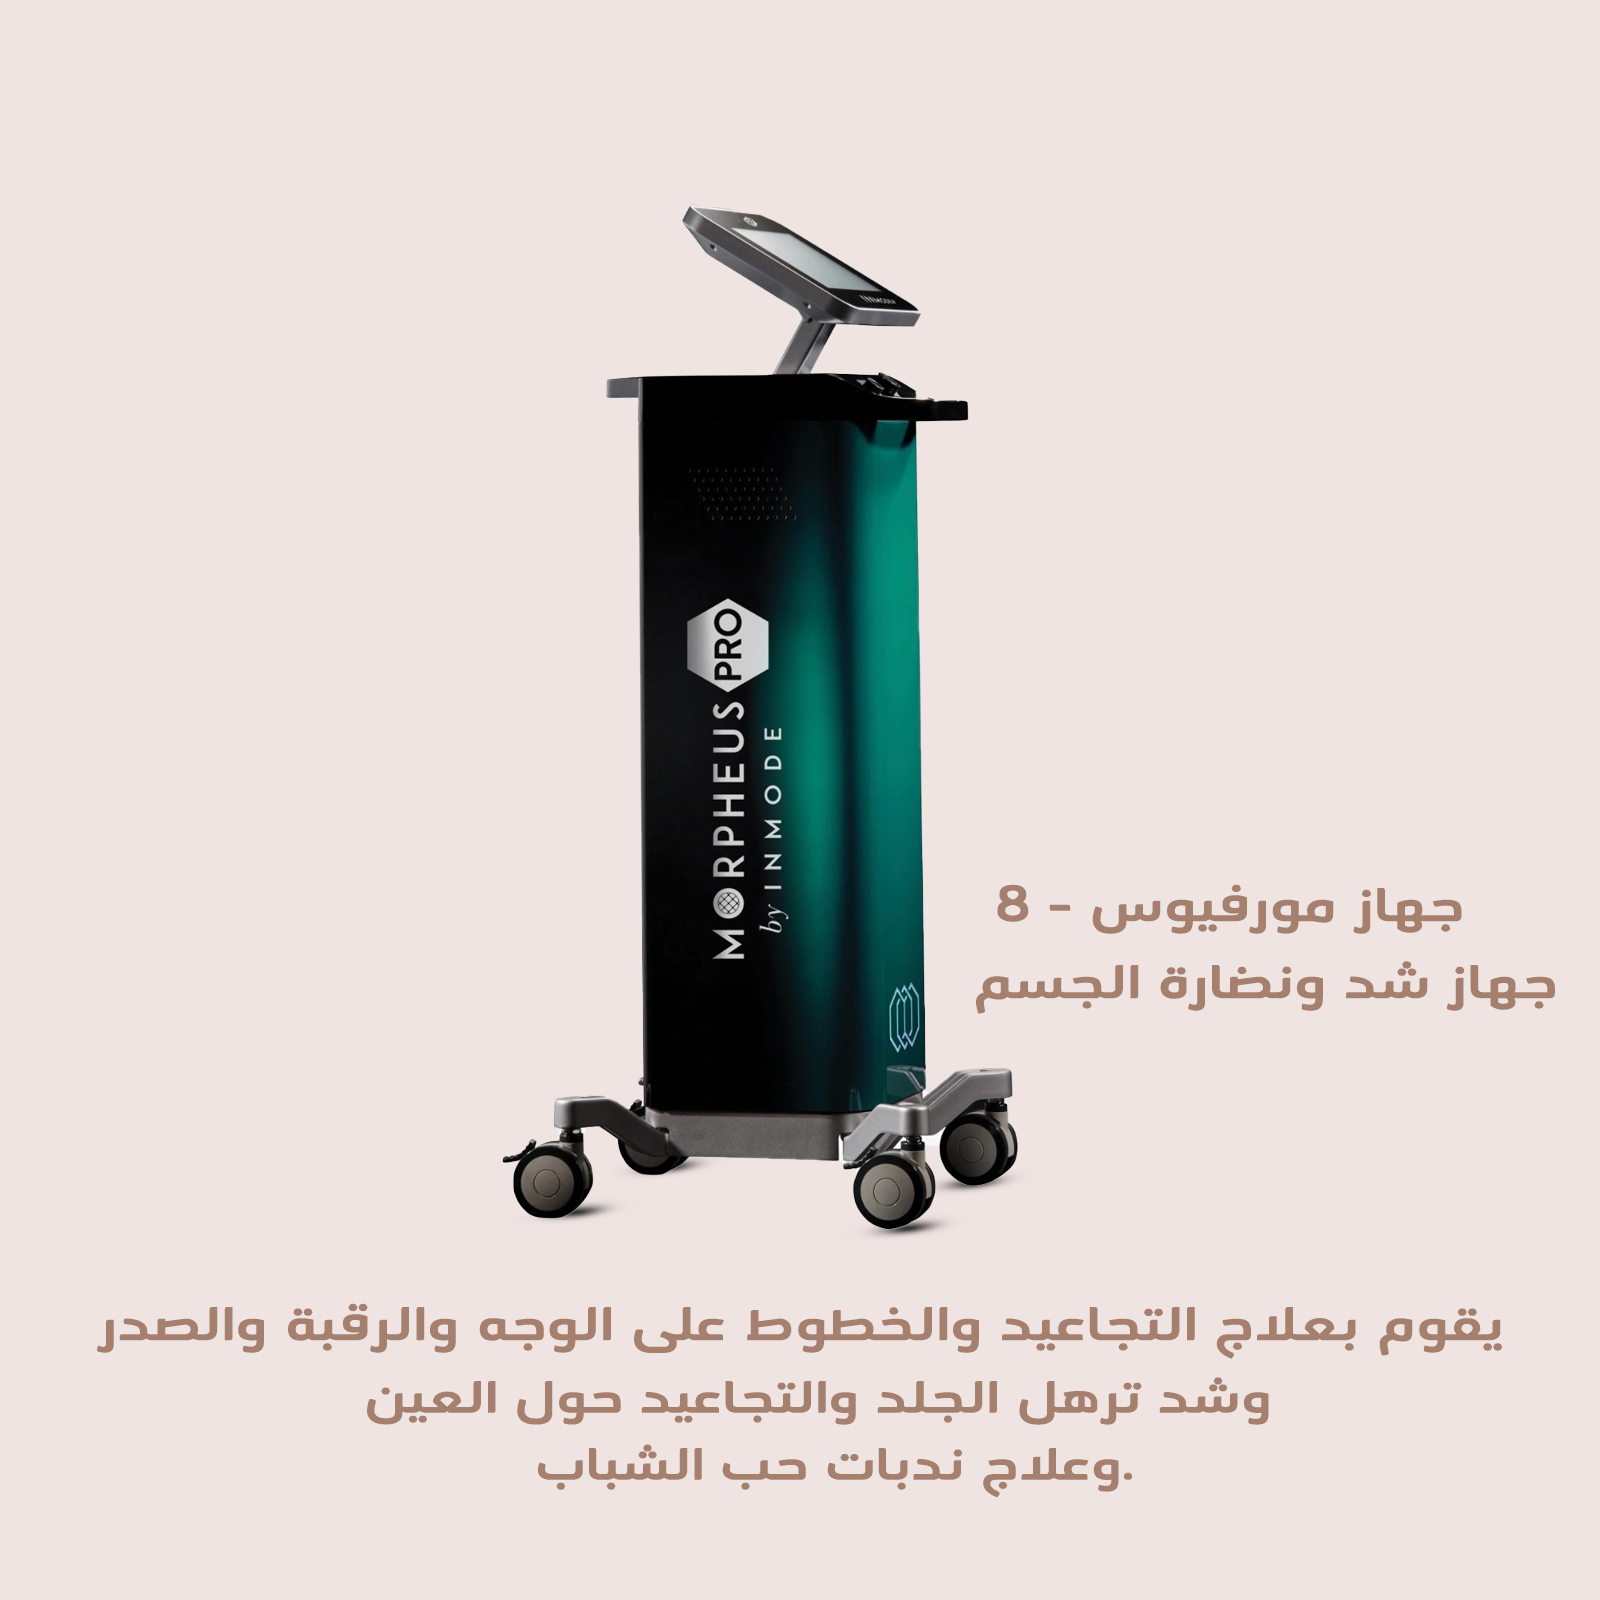 INMODE
MORPHEUS PRO
by INMODE
جهاز مورفيوس - 8
جهاز شد ونضارة الجسم
يقوم بعلاج التجاعيد والخطوط على الوجه والرقبة والصدر
وشد ترهل الجلد والتجاعيد حول العين
وعلاج ندبات حب الشباب.